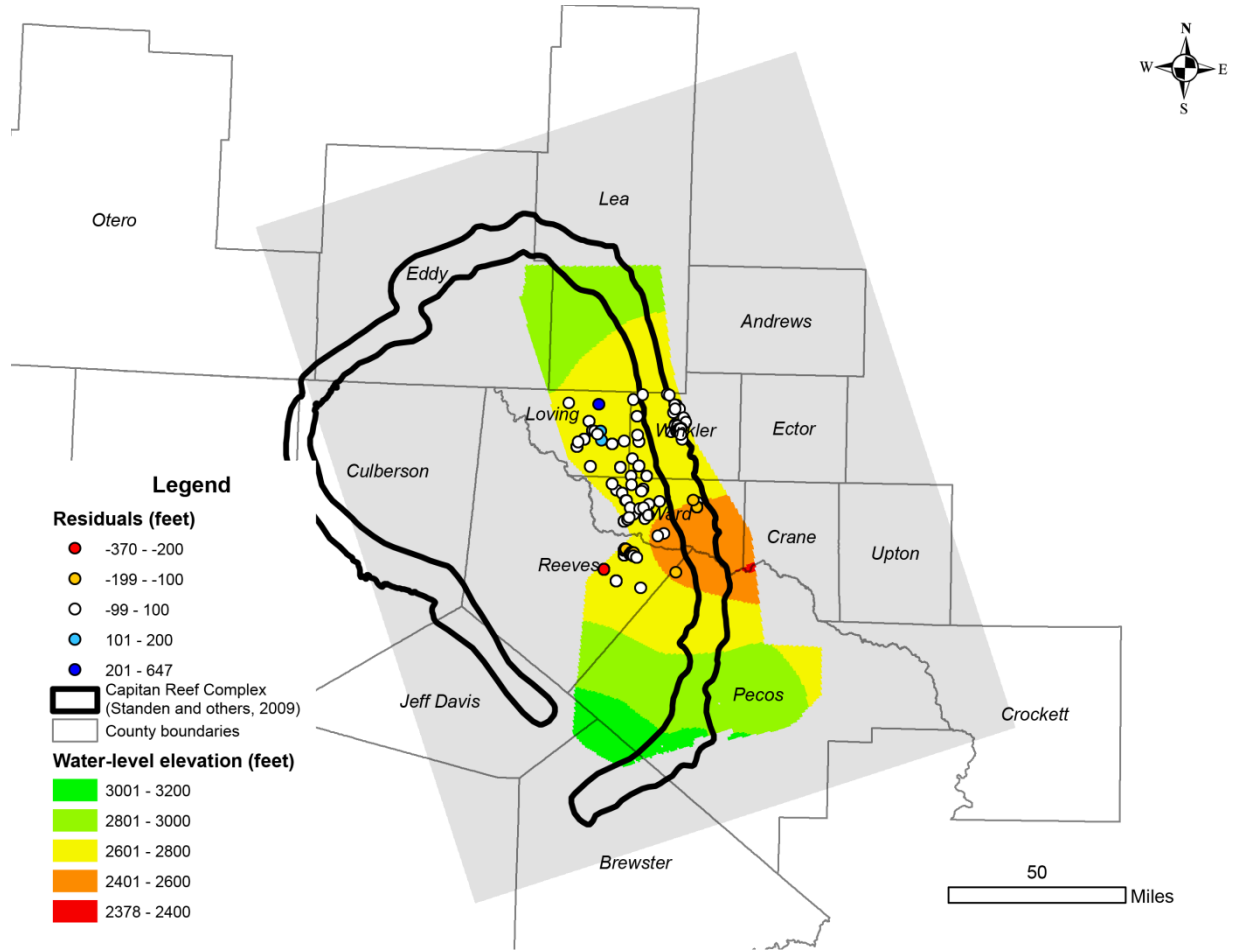 N
W E
S
Lea
Otero
Eddy
Andrews
Loving
Winkler
Ector
Culberson
Legend
Residuals (feet)
-370 - -200
-199 - -100
-99 - 100
101 - 200
201 - 647
Capitan Reef Complex
(Standen and others, 2009)
County boundaries
Water-level elevation (feet)
3001 - 3200
2801 - 3000
2601 - 2800
2401 - 2600
2378 - 2400
Ward
Crane
Upton
Reeves
Jeff Davis
Pecos
Crockett
Brewster
50
Miles